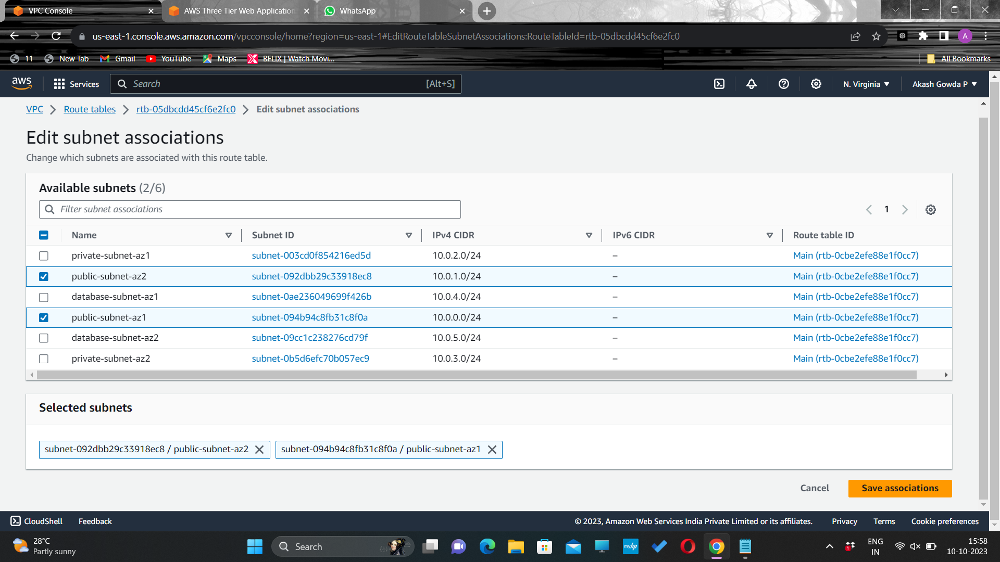 VPC Console
AWS Three Tier Web Application
WhatsApp
us-east-1.console.aws.amazon.com/vpcconsole/home?region=us-east-1#EditRouteTableSubnetAssociations:RouteTableId=rtb-05dbcdd45cf6e2fc0
A
11 New Tab Gmail YouTube Maps BFLIX | Watch Movi... All Bookmarks
aws Services Search [Alt+S] N. Virginia Akash Gowda P
VPC Route tables rtb-05dbcdd45cf6e2fc0 Edit subnet associations
Edit subnet associations
Change which subnets are associated with this route table.
Available subnets (2/6)
Filter subnet associations 1
Name Subnet ID IPv4 CIDR IPv6 CIDR Route table ID
private-subnet-az1 subnet-003cd0f854216ed5d 10.0.2.0/24 – Main (rtb-0cbe2efe88e1f0cc7)
public-subnet-az2 subnet-092dbb29c33918ec8 10.0.1.0/24 – Main (rtb-0cbe2efe88e1f0cc7)
database-subnet-az1 subnet-0ae236049699f426b 10.0.4.0/24 – Main (rtb-0cbe2efe88e1f0cc7)
public-subnet-az1 subnet-094b94c8fb31c8f0a 10.0.0.0/24 – Main (rtb-0cbe2efe88e1f0cc7)
database-subnet-az2 subnet-09cc1c238276cd79f 10.0.5.0/24 – Main (rtb-0cbe2efe88e1f0cc7)
private-subnet-az2 subnet-0b5d6efc70b057ec9 10.0.3.0/24 – Main (rtb-0cbe2efe88e1f0cc7)
Selected subnets
subnet-092dbb29c33918ec8 / public-subnet-az2 subnet-094b94c8fb31c8f0a / public-subnet-az1
Cancel Save associations
CloudShell Feedback © 2023, Amazon Web Services India Private Limited or its affiliates. Privacy Terms Cookie preferences
28°C
Partly sunny
Search
myhp
1
ENG
IN
15:58
10-10-2023